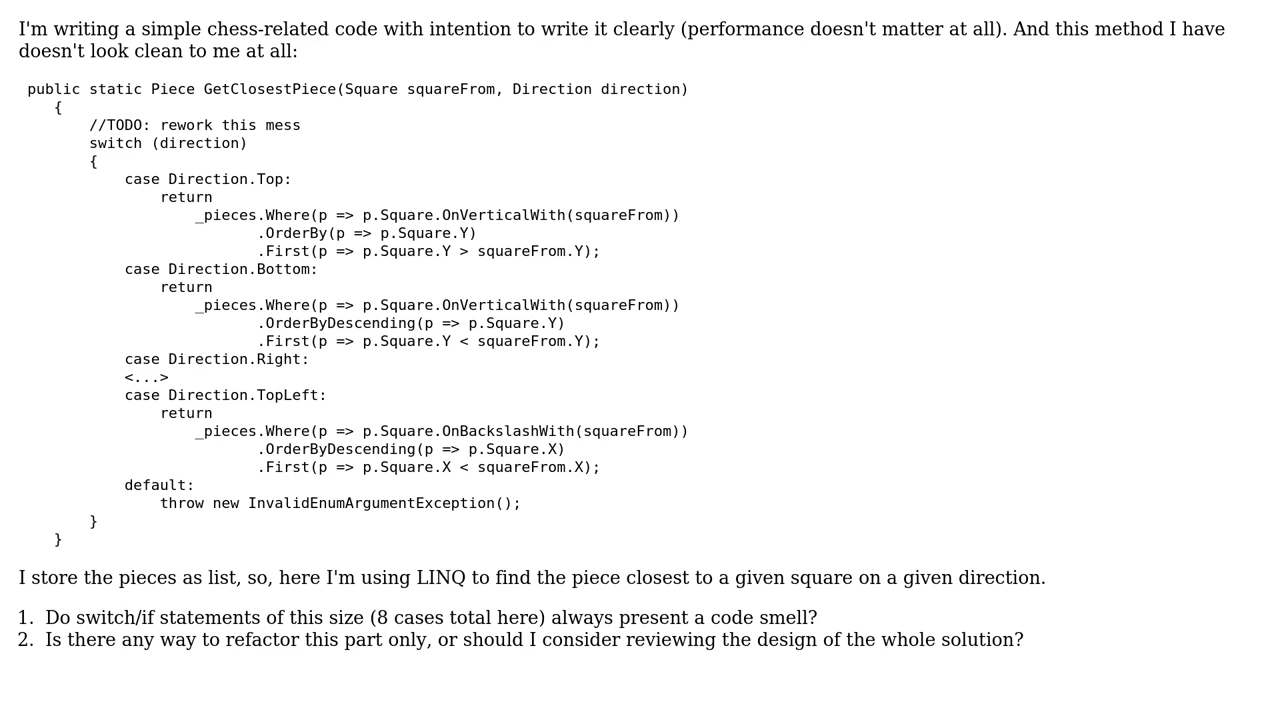 I'm writing a simple chess-related code with intention to write it clearly (performance doesn't matter at all). And this method I have
doesn't look clean to me at all:
public static Piece GetClosestPiece(Square squareFrom, Direction direction)
{
//TODO: rework this mess
switch (direction)
{
case Direction.Top:
return
_pieces.Where(p => p.Square.OnVerticalWith(squareFrom))
.OrderBy(p => p.Square.Y)
.First(p => p.Square.Y > squareFrom.Y);
case Direction.Bottom:
return
_pieces.Where(p => p.Square.OnVerticalWith(squareFrom))
.OrderByDescending(p => p.Square.Y)
.First(p => p.Square.Y < squareFrom.Y);
case Direction.Right:
<...>
case Direction.TopLeft:
return
_pieces.Where(p => p.Square.OnBackslashWith(squareFrom))
.OrderByDescending(p => p.Square.X)
.First(p => p.Square.X < squareFrom.X);
default:
throw new InvalidEnumArgumentException();
}
}
I store the pieces as list, so, here I'm using LINQ to find the piece closest to a given square on a given direction.
1. Do switch/if statements of this size (8 cases total here) always present a code smell?
2. Is there any way to refactor this part only, or should I consider reviewing the design of the whole solution?